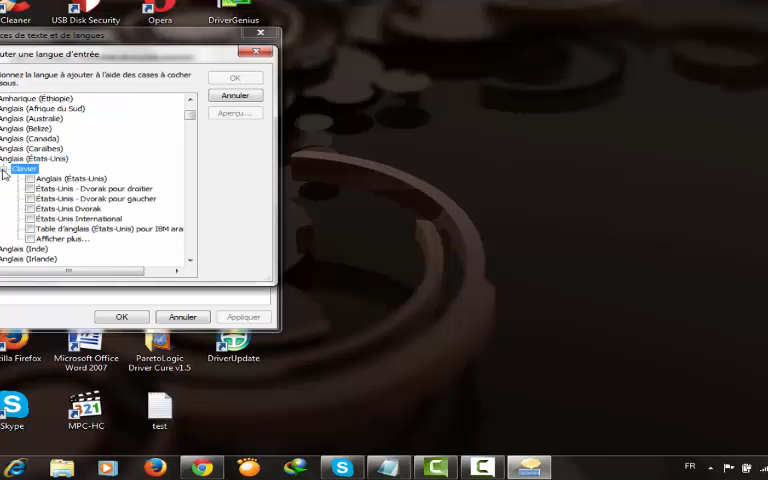 Cleaner
USB Disk Security
Opera
DriverGenius
ces de texte et de langues
uter une langue d'entrée
ionnez la langue à ajouter à l'aide des cases à cocher
sous.
OK
Annuler
Aperçu...
Amharique (Éthiopie)
Anglais (Afrique du Sud)
Anglais (Australie)
Anglais (Belize)
Anglais (Canada)
Anglais (Caraïbes)
Anglais (États-Unis)
Clavier
Anglais (États-Unis)
États-Unis - Dvorak pour droitier
États-Unis - Dvorak pour gaucher
États-Unis Dvorak
États-Unis International
Table d'anglais (États-Unis) pour IBM ara
Afficher plus...
Anglais (Inde)
Anglais (Irlande)
OK
Annuler
Appliquer
zilla Firefox
Microsoft Office
Word 2007
ParetoLogic
Driver Cure v1.5
DriverUpdate
Skype
MPC-HC
test
FR